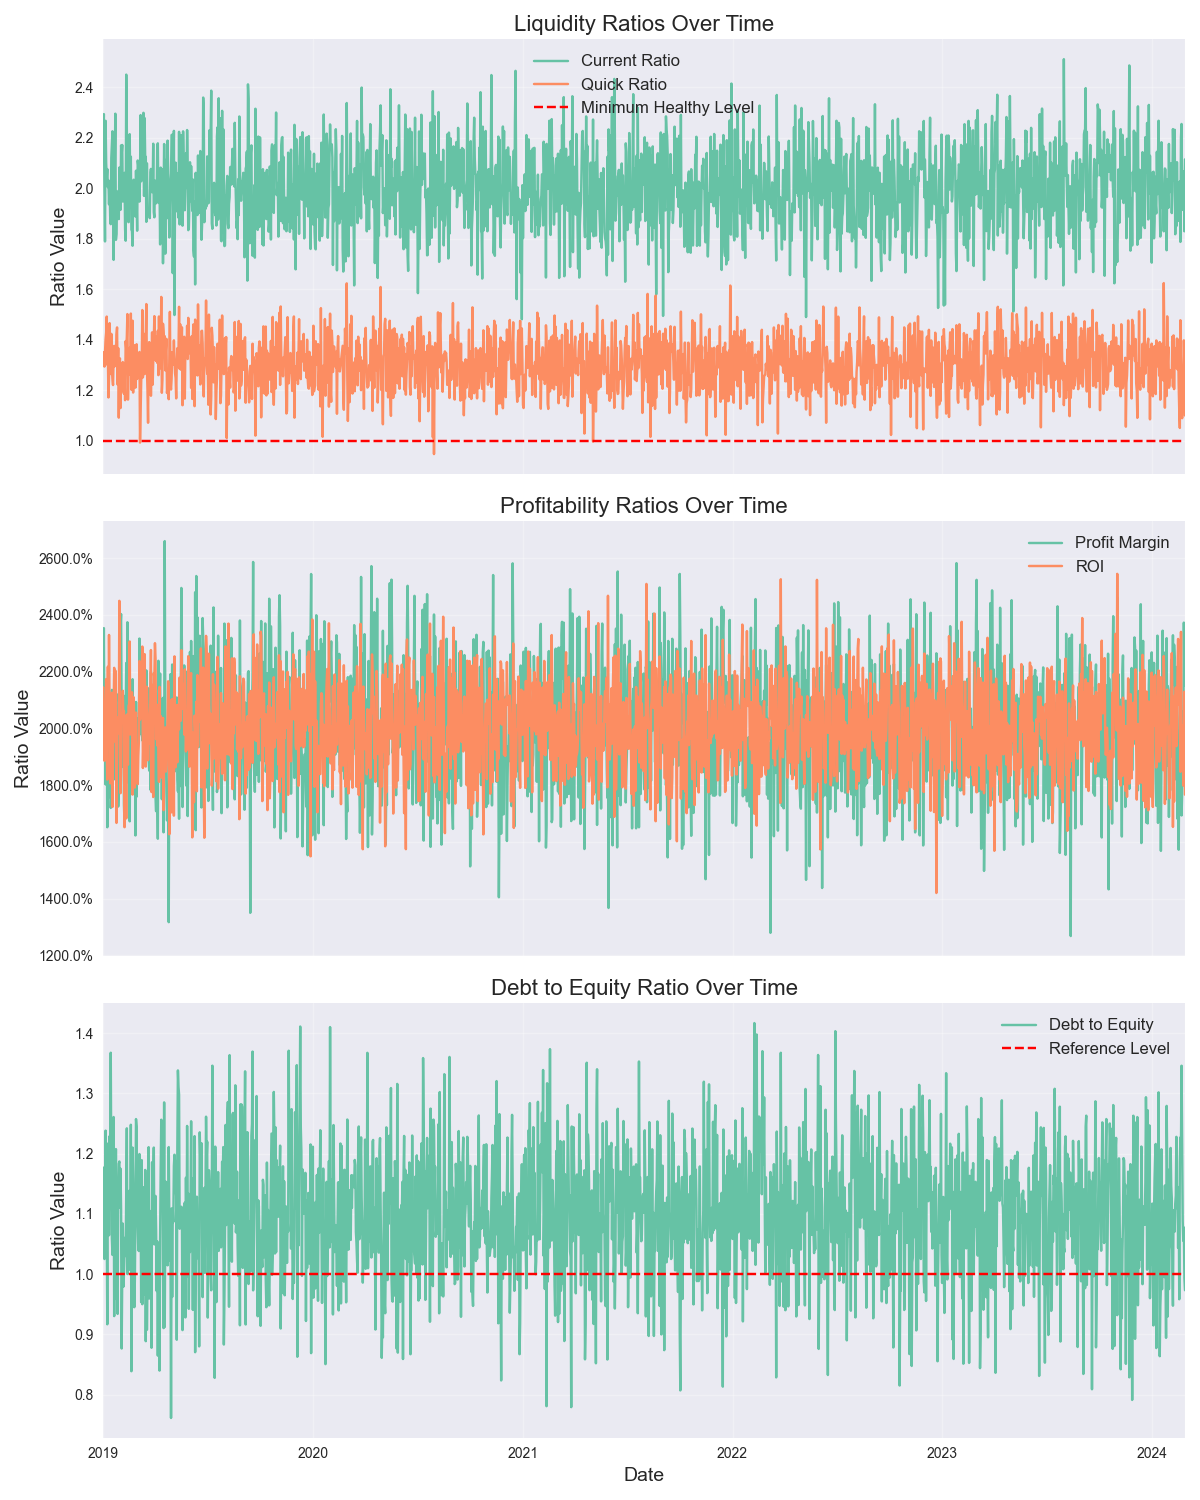 Liquidity Ratios Over Time
Current Ratio
Quick Ratio
Minimum Healthy Level
2.4
2.2
2.0
1.8
1.6
1.4
1.2
1.0
Ratio Value
Profitability Ratios Over Time
Profit Margin
ROI
2600.0%
2400.0%
2200.0%
2000.0%
1800.0%
1600.0%
1400.0%
1200.0%
Ratio Value
Debt to Equity Ratio Over Time
Debt to Equity
Reference Level
1.4
1.3
1.2
1.1
1.0
0.9
0.8
Ratio Value
2019 2020 2021 2022 2023 2024
Date